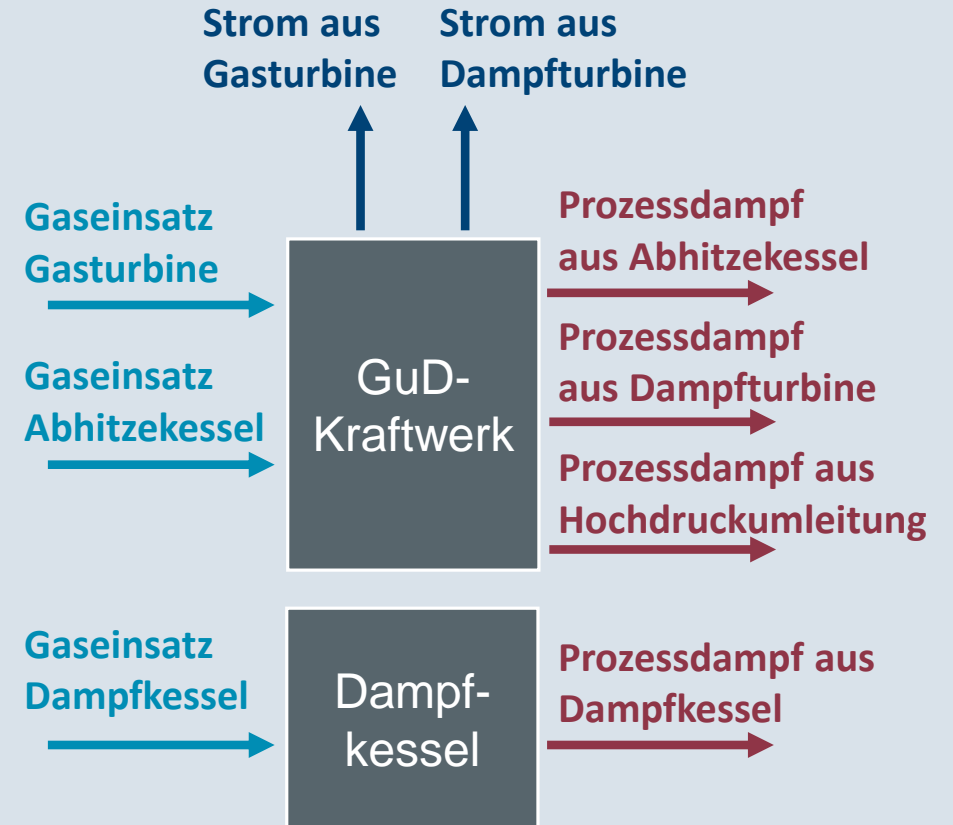 Strom aus
Gasturbine
Strom aus
Dampfturbine
Gaseinsatz
Gasturbine
Gaseinsatz
Abhitzekessel
GuD-
Kraftwerk
Prozessdampf
aus Abhitzekessel
Prozessdampf
aus Dampfturbine
Prozessdampf aus
Hochdruckumleitung
Gaseinsatz
Dampfkessel
Dampf-
kessel
Prozessdampf aus
Dampfkessel